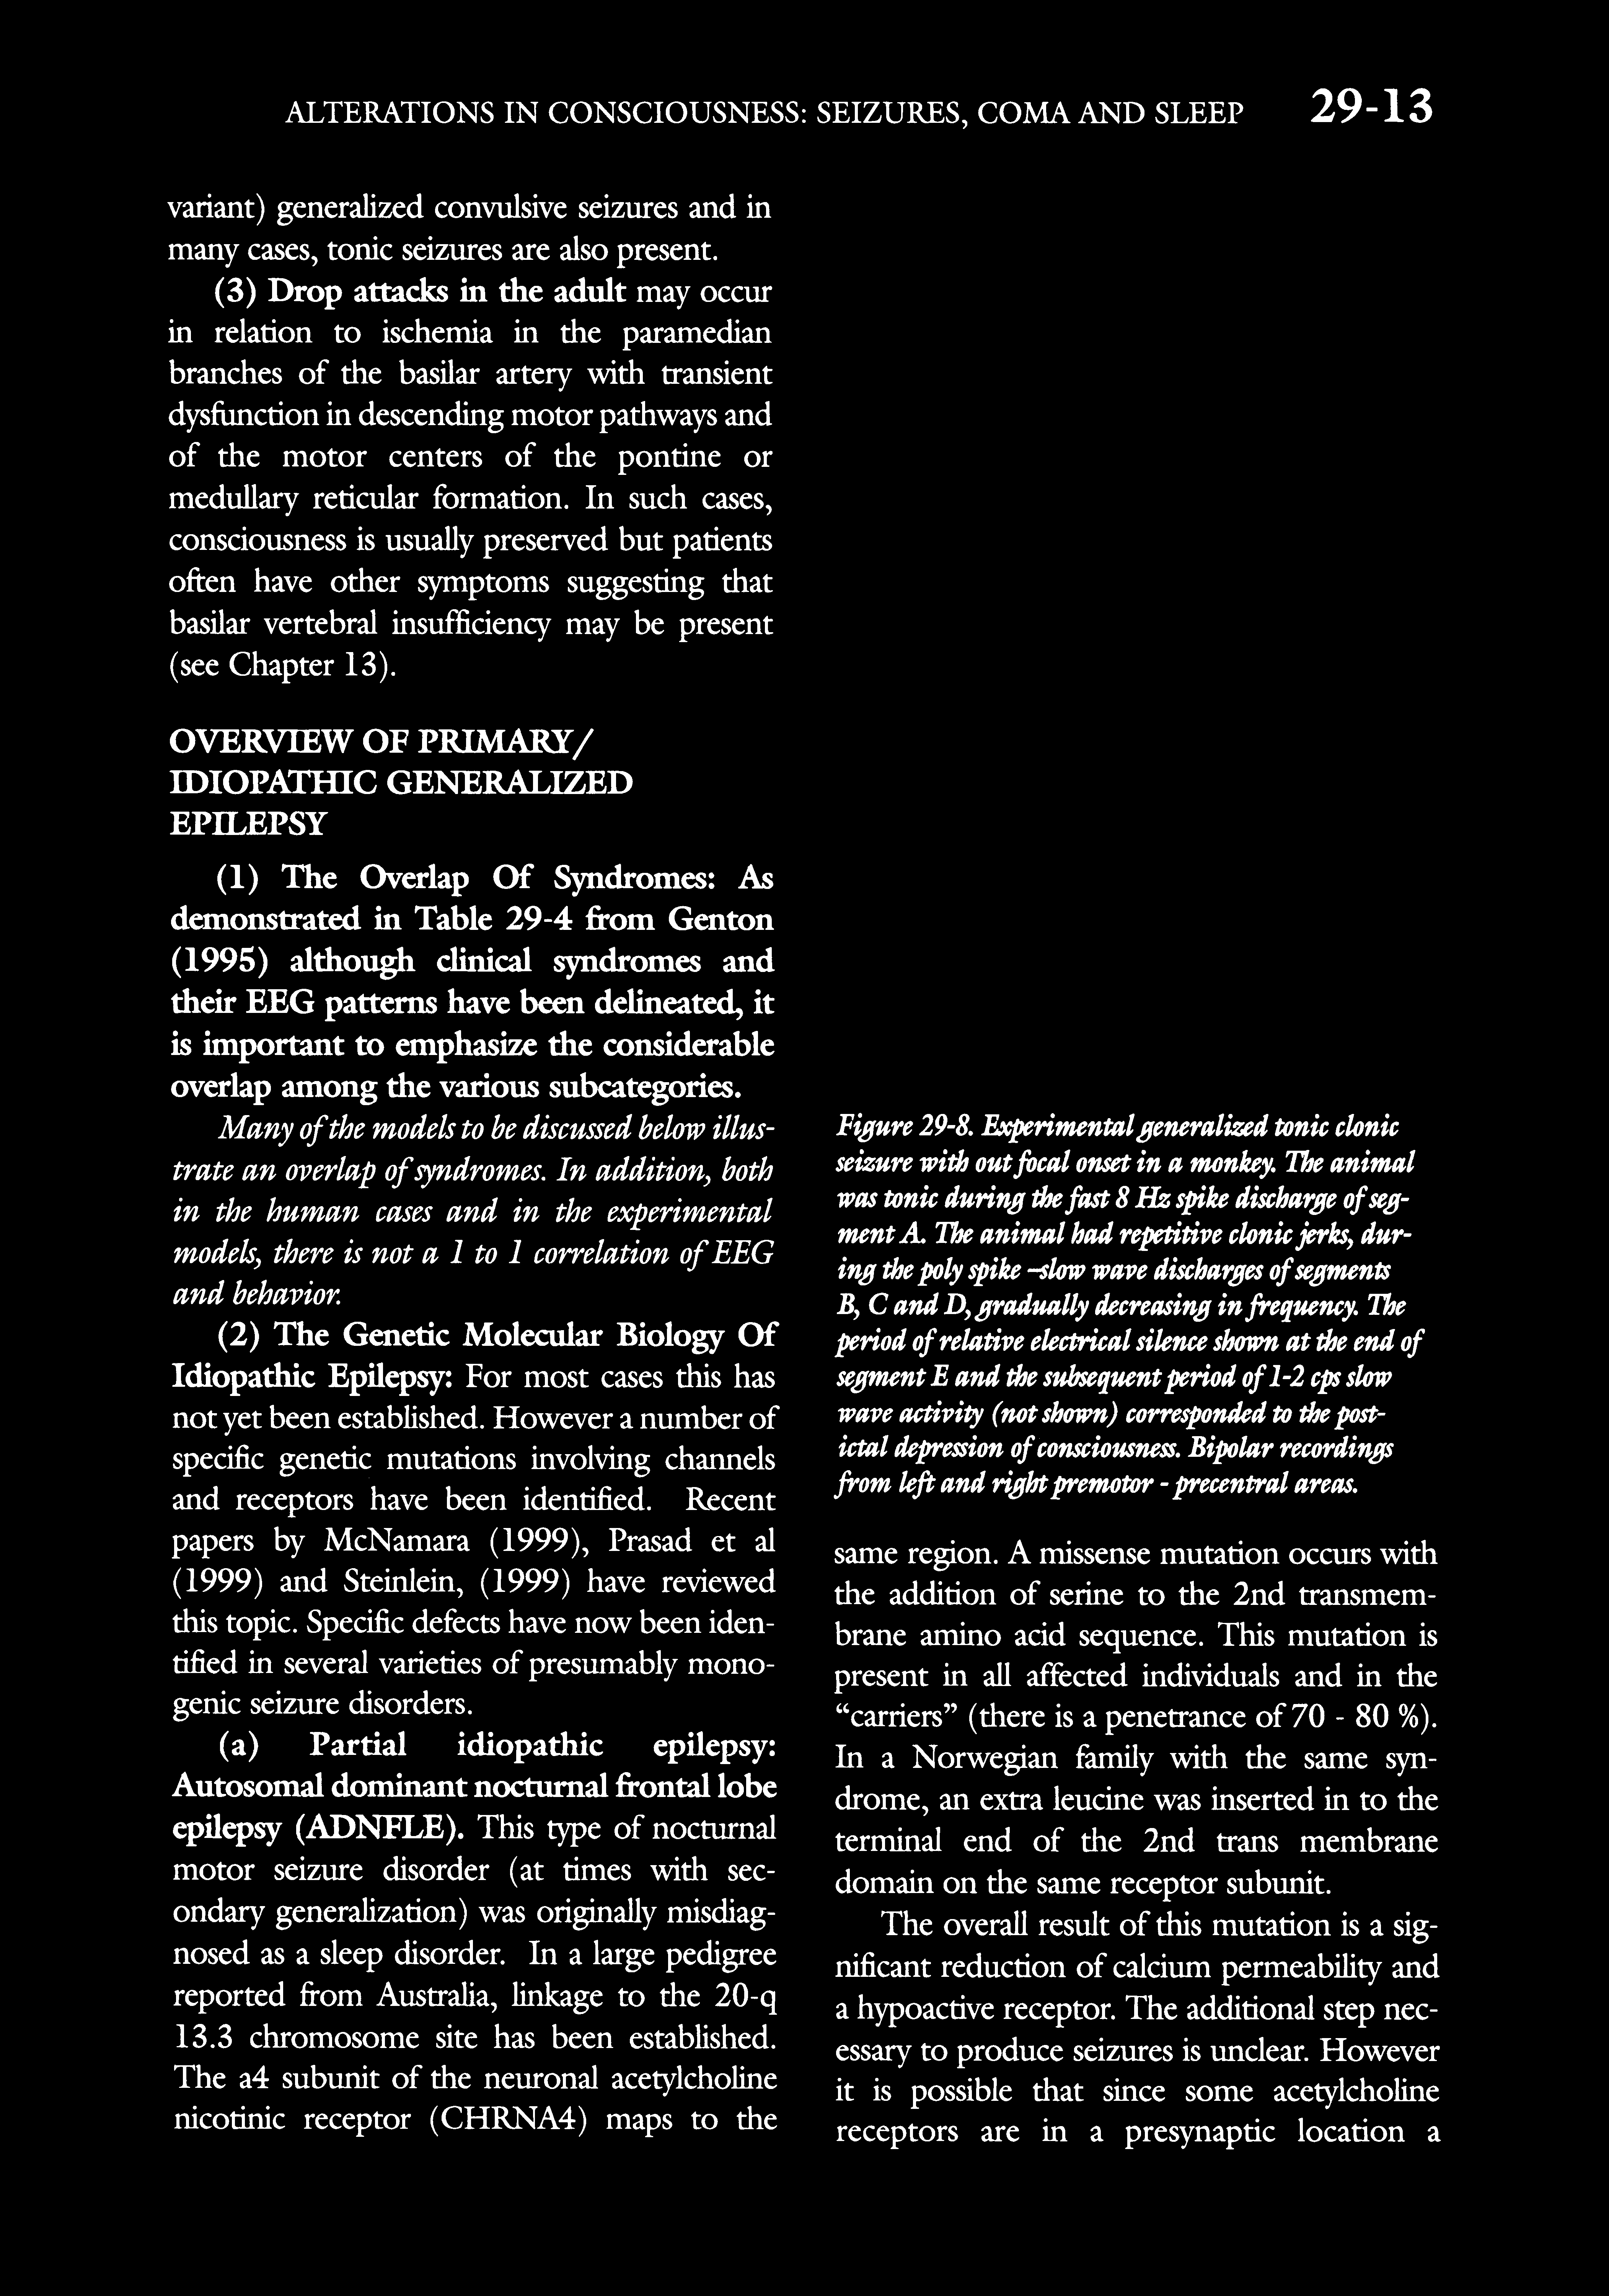 ALTERATIONS IN CONSCIOUSNESS: SEIZURES, COMA AND SLEEP 29-13
variant) generalized convulsive seizures and in
many cases, tonic seizures are also present.
(3) Drop attacks in the adult may occur
in relation to ischemia in the paramedian
branches of the basilar artery with transient
dysfunction in descending motor pathways and
of the motor centers of the pontine or
medullary reticular formation. In such cases,
consciousness is usually preserved but patients
often have other symptoms suggesting that
basilar vertebral insufficiency may be present
(see Chapter 13).
OVERVIEW OF PRIMARY/
IDIOPATHIC GENERALIZED
EPILEPSY
(1) The Overlap Of Syndromes: As
demonstrated in Table 29-4 from Genton
(1995) although clinical syndromes and
their EEG patterns have been delineated, it
is important to emphasize the considerable
overlap among the various subcategories.
Many of the models to be discussed below illus-
trate an overlap of syndromes. In addition, both
in the human cases and in the experimental
models, there is not a 1 to 1 correlation of EEG
and behavior.
(2) The Genetic Molecular Biology Of
Idiopathic Epilepsy: For most cases this has
not yet been established. However a number of
specific genetic mutations involving channels
and receptors have been identified. Recent
papers by McNamara (1999), Prasad et al
(1999) and Steinlein, (1999) have reviewed
this topic. Specific defects have now been iden-
tified in several varieties of presumably mono-
genic seizure disorders.
(a) Partial idiopathic epilepsy:
Autosomal dominant nocturnal frontal lobe
epilepsy (ADNFLE). This type of nocturnal
motor seizure disorder (at times with sec-
ondary generalization) was originally misdiag-
nosed as a sleep disorder. In a large pedigree
reported from Australia, linkage to the 20-q
13.3 chromosome site has been established.
The a4 subunit of the neuronal acetylcholine
nicotinic receptor (CHRNA4) maps to the
Figure 29-8. Experimental generalized tonic clonic
seizure with out focal onset in a monkey. The animal
was tonic during the fast 8 Hz spike discharge of seg-
ment A. The animal had repetitive clonic jerks, dur-
ing the poly spike -slow wave discharges of segments
B, C and D, gradually decreasing in frequency. The
period of relative electrical silence shown at the end of
segment E and the subsequent period of 1-2 cps slow
wave activity (not shown) corresponded to the post-
ictal depression of consciousness. Bipolar recordings
from left and right premotor - precentral areas.
same region. A missense mutation occurs with
the addition of serine to the 2nd transmem-
brane amino acid sequence. This mutation is
present in all affected individuals and in the
“carriers” (there is a penetrance of 70 - 80 %).
In a Norwegian family with the same syn-
drome, an extra leucine was inserted in to the
terminal end of the 2nd trans membrane
domain on the same receptor subunit.
The overall result of this mutation is a sig-
nificant reduction of calcium permeability and
a hypoactive receptor. The additional step nec-
essary to produce seizures is unclear. However
it is possible that since some acetylcholine
receptors are in a presynaptic location a